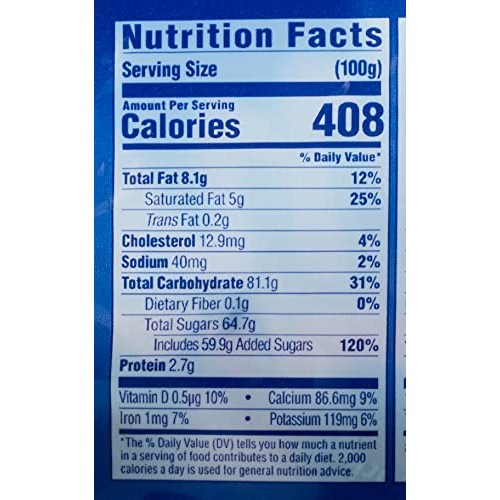 Nutrition Facts
Serving Size (100g)
Amount Per Serving
Calories 408
% Daily Value*
Total Fat 8.1g 12%
Saturated Fat 5g 25%
Trans Fat 0.2g
Cholesterol 12.9mg 4%
Sodium 40mg 2%
Total Carbohydrate 81.1g 31%
Dietary Fiber 0.1g 0%
Total Sugars 64.7g
Includes 59.9g Added Sugars 120%
Protein 2.7g
Vitamin D 0.5µg 10% • Calcium 86.6mg 9%
Iron 1mg 7% • Potassium 119mg 6%
*The % Daily Value (DV) tells you how much a nutrient
in a serving of food contributes to a daily diet. 2,000
calories a day is used for general nutrition advice.